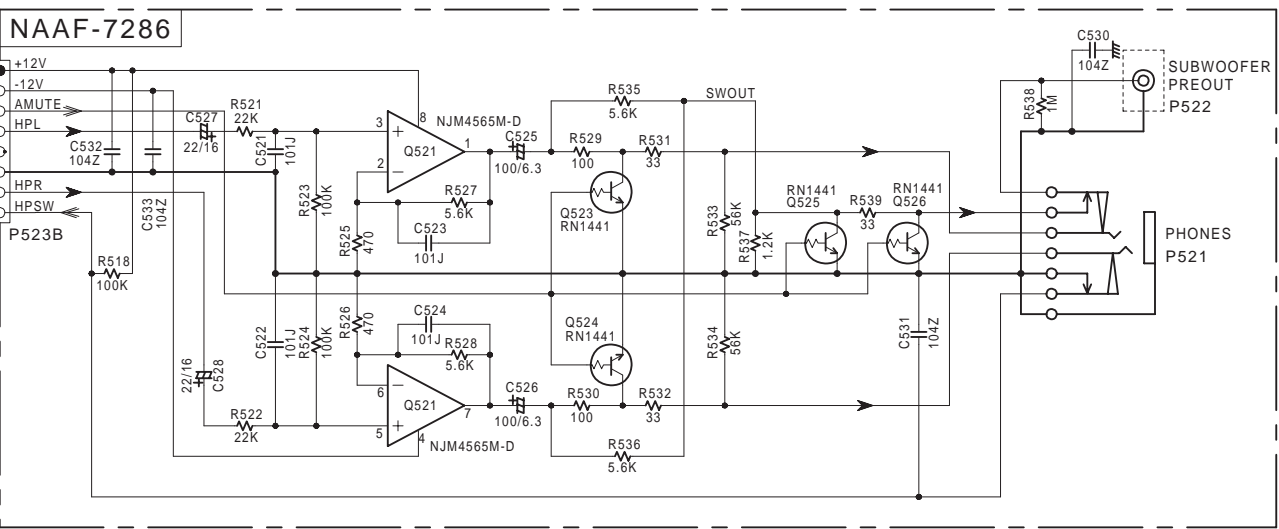 NAAF-7286
+12V
-12V
AMUTE
HPL
HPR
HPSW
P523B
C532
104Z
C533
104Z
R518
100K
C527
22/16
R521
22K
C521
101J
R523
100K
R525
470
3
2
8
1
+
-
Q521
NJM4565M-D
R527
5.6K
C523
101J
C525
100/6.3
R535
5.6K
R529
100
R531
33
Q523
RN1441
SWOUT
R533
56K
R537
1.2K
RN1441
Q525
R539
33
RN1441
Q526
C530
104Z
R538
1M
SUBWOOFER
PREOUT
P522
PHONES
P521
C522
101J
R524
100K
R526
470
C524
101J
R528
5.6K
22/16
C528
R522
22K
6
5
4
7
-
+
Q521
NJM4565M-D
C526
100/6.3
Q524
RN1441
R530
100
R532
33
R536
5.6K
R534
56K
C531
104Z